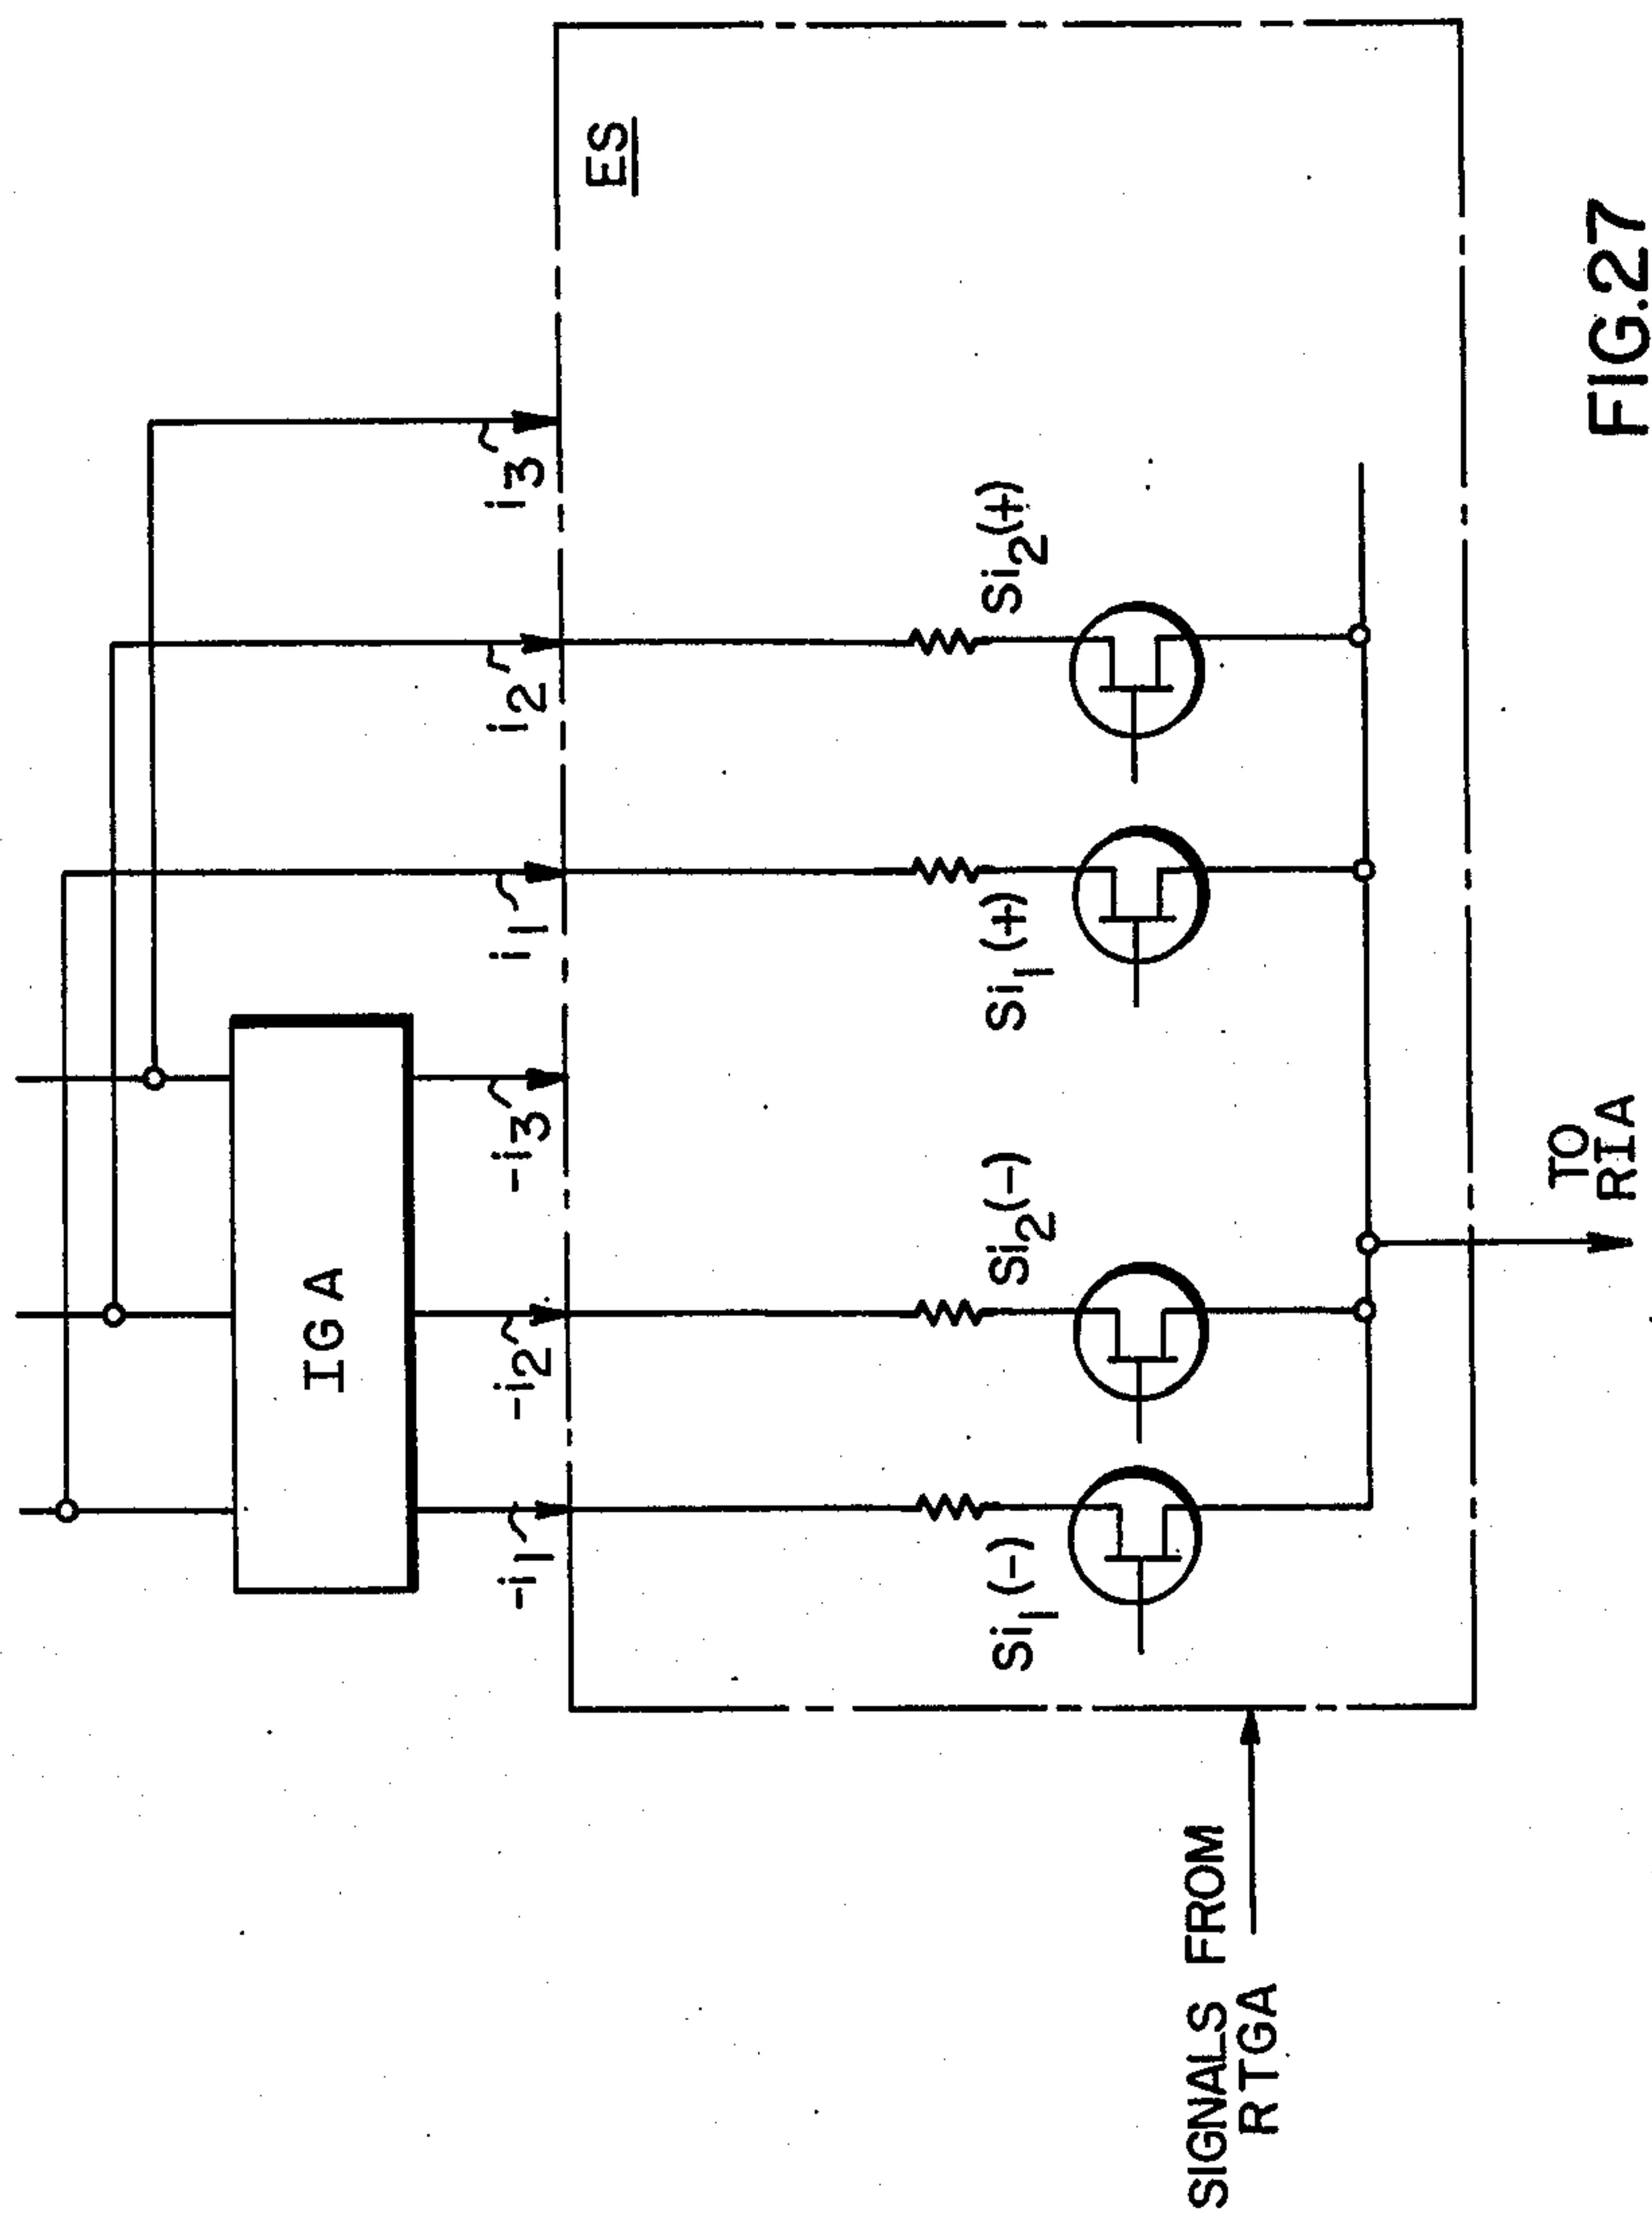 IGA
-i1
-i2
-i3
i1
i2
i3
ES
Si1(-)
Si2(-)
Si1(+)
Si2(+)
SIGNALS FROM
RTGA
TO
RIA
FIG.27